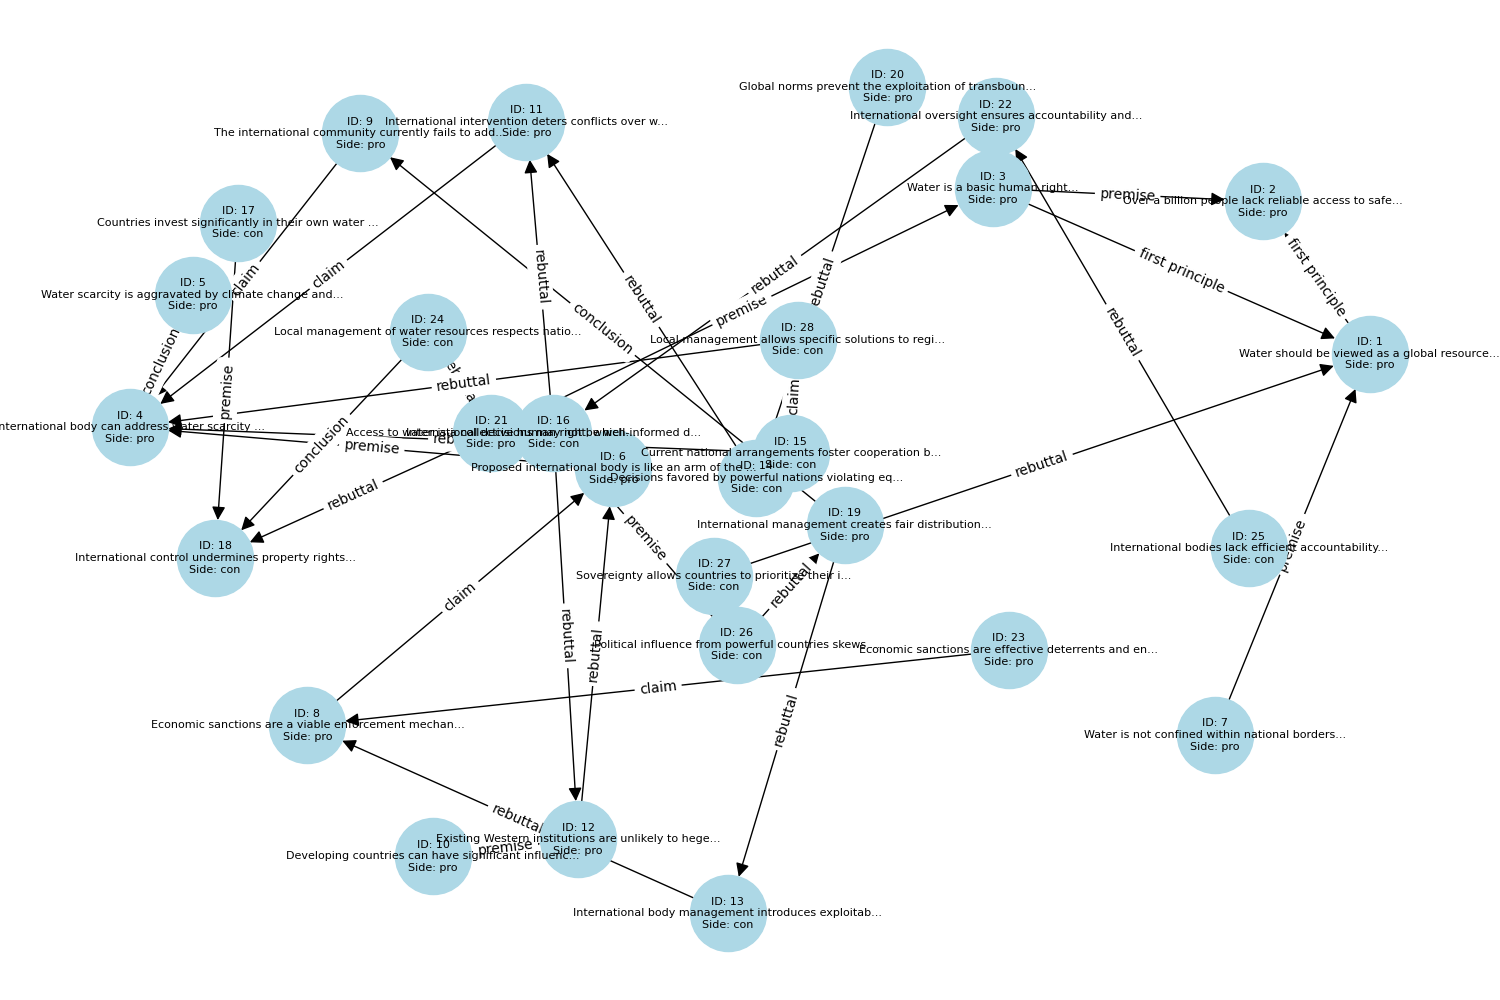 ID: 20
Global norms prevent the exploitation of transboun...
Side: pro
ID: 22
International oversight ensures accountability and...
Side: pro
ID: 9
The international community currently fails to add...
Side: pro
ID: 11
International intervention deters conflicts over w...
Side: pro
ID: 3
Water is a basic human right...
Side: pro
premise
ID: 2
Over a billion people lack reliable access to safe...
Side: pro
ID: 17
Countries invest significantly in their own water ...
Side: con
first principle
first principle
claim
claim
rebuttal
rebuttal
rebuttal
rebuttal
ID: 5
Water scarcity is aggravated by climate change and...
Side: pro
premise
conclusion
rebuttal
ID: 24
Local management of water resources respects natio...
Side: con
ID: 28
Local management allows specific solutions to regi...
Side: con
ID: 1
Water should be viewed as a global resource...
Side: pro
conclusion
premise
rebuttal
claim
ID: 4
International body can address water scarcity ...
Side: pro
ID: 21
Access to water is a
Side: pro
ID: 16
informed d...
Side: con
premise
conclusion
ID: 6
Proposed international body is like an arm of the...
Side: pro
ID: 15
Current national arrangements foster cooperation b...
Side: con
ID: 14
Decisions favored by powerful nations violating eq...
Side: con
rebuttal
rebuttal
ID: 19
International management creates fair distribution...
Side: pro
premise
ID: 18
International control undermines property rights...
Side: con
ID: 25
International bodies lack efficient accountability...
Side: con
premise
ID: 27
Sovereignty allows countries to prioritize their i...
Side: con
rebuttal
claim
rebuttal
rebuttal
ID: 26
Political influence from powerful countries skews...
Side: con
ID: 23
Economic sanctions are effective deterrents and en...
Side: pro
claim
ID: 8
Economic sanctions are a viable enforcement mechan...
Side: pro
rebuttal
ID: 7
Water is not confined within national borders...
Side: pro
rebuttal
ID: 12
Existing Western institutions are unlikely to hege...
Side: pro
premise
ID: 10
Developing countries can have significant influenc...
Side: pro
ID: 13
International body management introduces exploitab...
Side: con